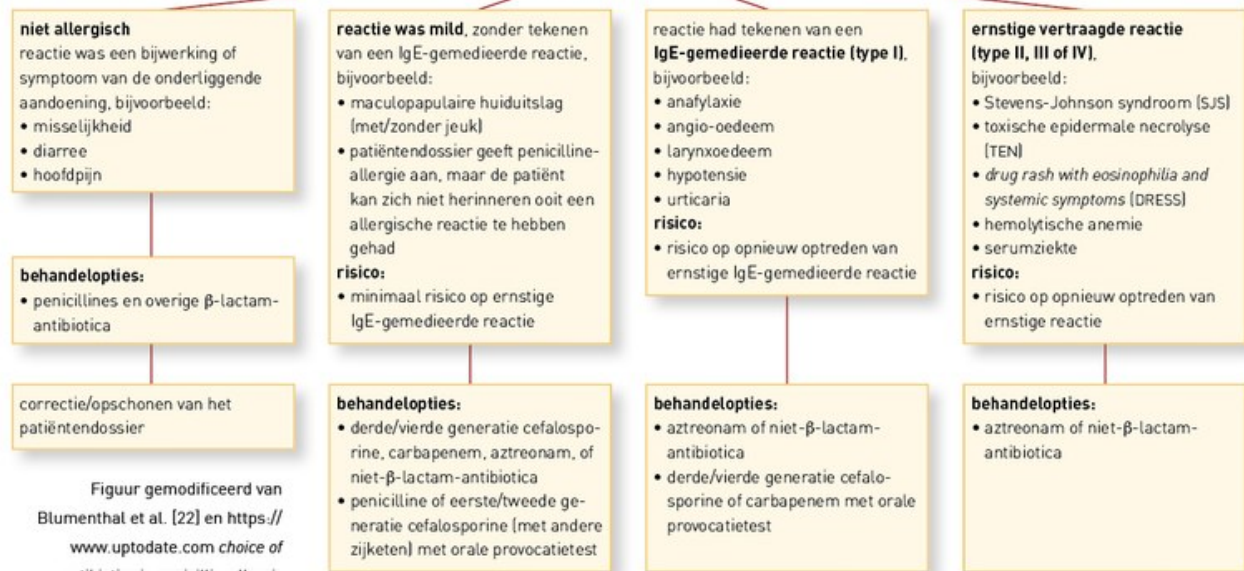 niet allergisch
reactie was een bijwerking of
symptoom van de onderliggende
aandoening, bijvoorbeeld:
• misselijkheid
• diarree
• hoofdpijn
behandelopties:
• penicillines en overige β-lactam-
antibiotica
correctie/opschonen van het
patiëntendossier
Figuur gemodificeerd van
Blumenthal et al. [22] en https://
www.uptodate.com choice of
reactie was mild, zonder tekenen
van een IgE-gemedieerde reactie,
bijvoorbeeld:
• maculopapulaire huiduitslag
(met/zonder jeuk)
• patiëntendossier geeft penicilline-
allergie aan, maar de patiënt
kan zich niet herinneren ooit een
allergische reactie te hebben
gehad
risico:
• minimaal risico op ernstige
IgE-gemedieerde reactie
behandelopties:
• derde/vierde generatie cefalospo-
rine, carbapenem, aztreonam, of
niet-β-lactam-antibiotica
• penicilline of eerste/tweede ge-
neratie cefalosporine (met andere
zijketen) met orale provocatietest
reactie had tekenen van een
IgE-gemedieerde reactie (type I),
bijvoorbeeld:
• anafylaxie
• angio-oedeem
• larynxoedeem
• hypotensie
• urticaria
risico:
• risico op opnieuw optreden van
ernstige IgE-gemedieerde reactie
behandelopties:
• aztreonam of niet-β-lactam-
antibiotica
• derde/vierde generatie cefalo-
sporine of carbapenem met orale
provocatietest
ernstige vertraagde reactie
(type II, III of IV),
bijvoorbeeld:
• Stevens-Johnson syndroom (SJS)
• toxische epidermale necrolyse
(TEN)
• drug rash with eosinophilia and
systemic symptoms (DRESS)
• hemolytische anemie
• serumziekte
risico:
• risico op opnieuw optreden van
ernstige reactie
behandelopties:
• aztreonam of niet-β-lactam-
antibiotica